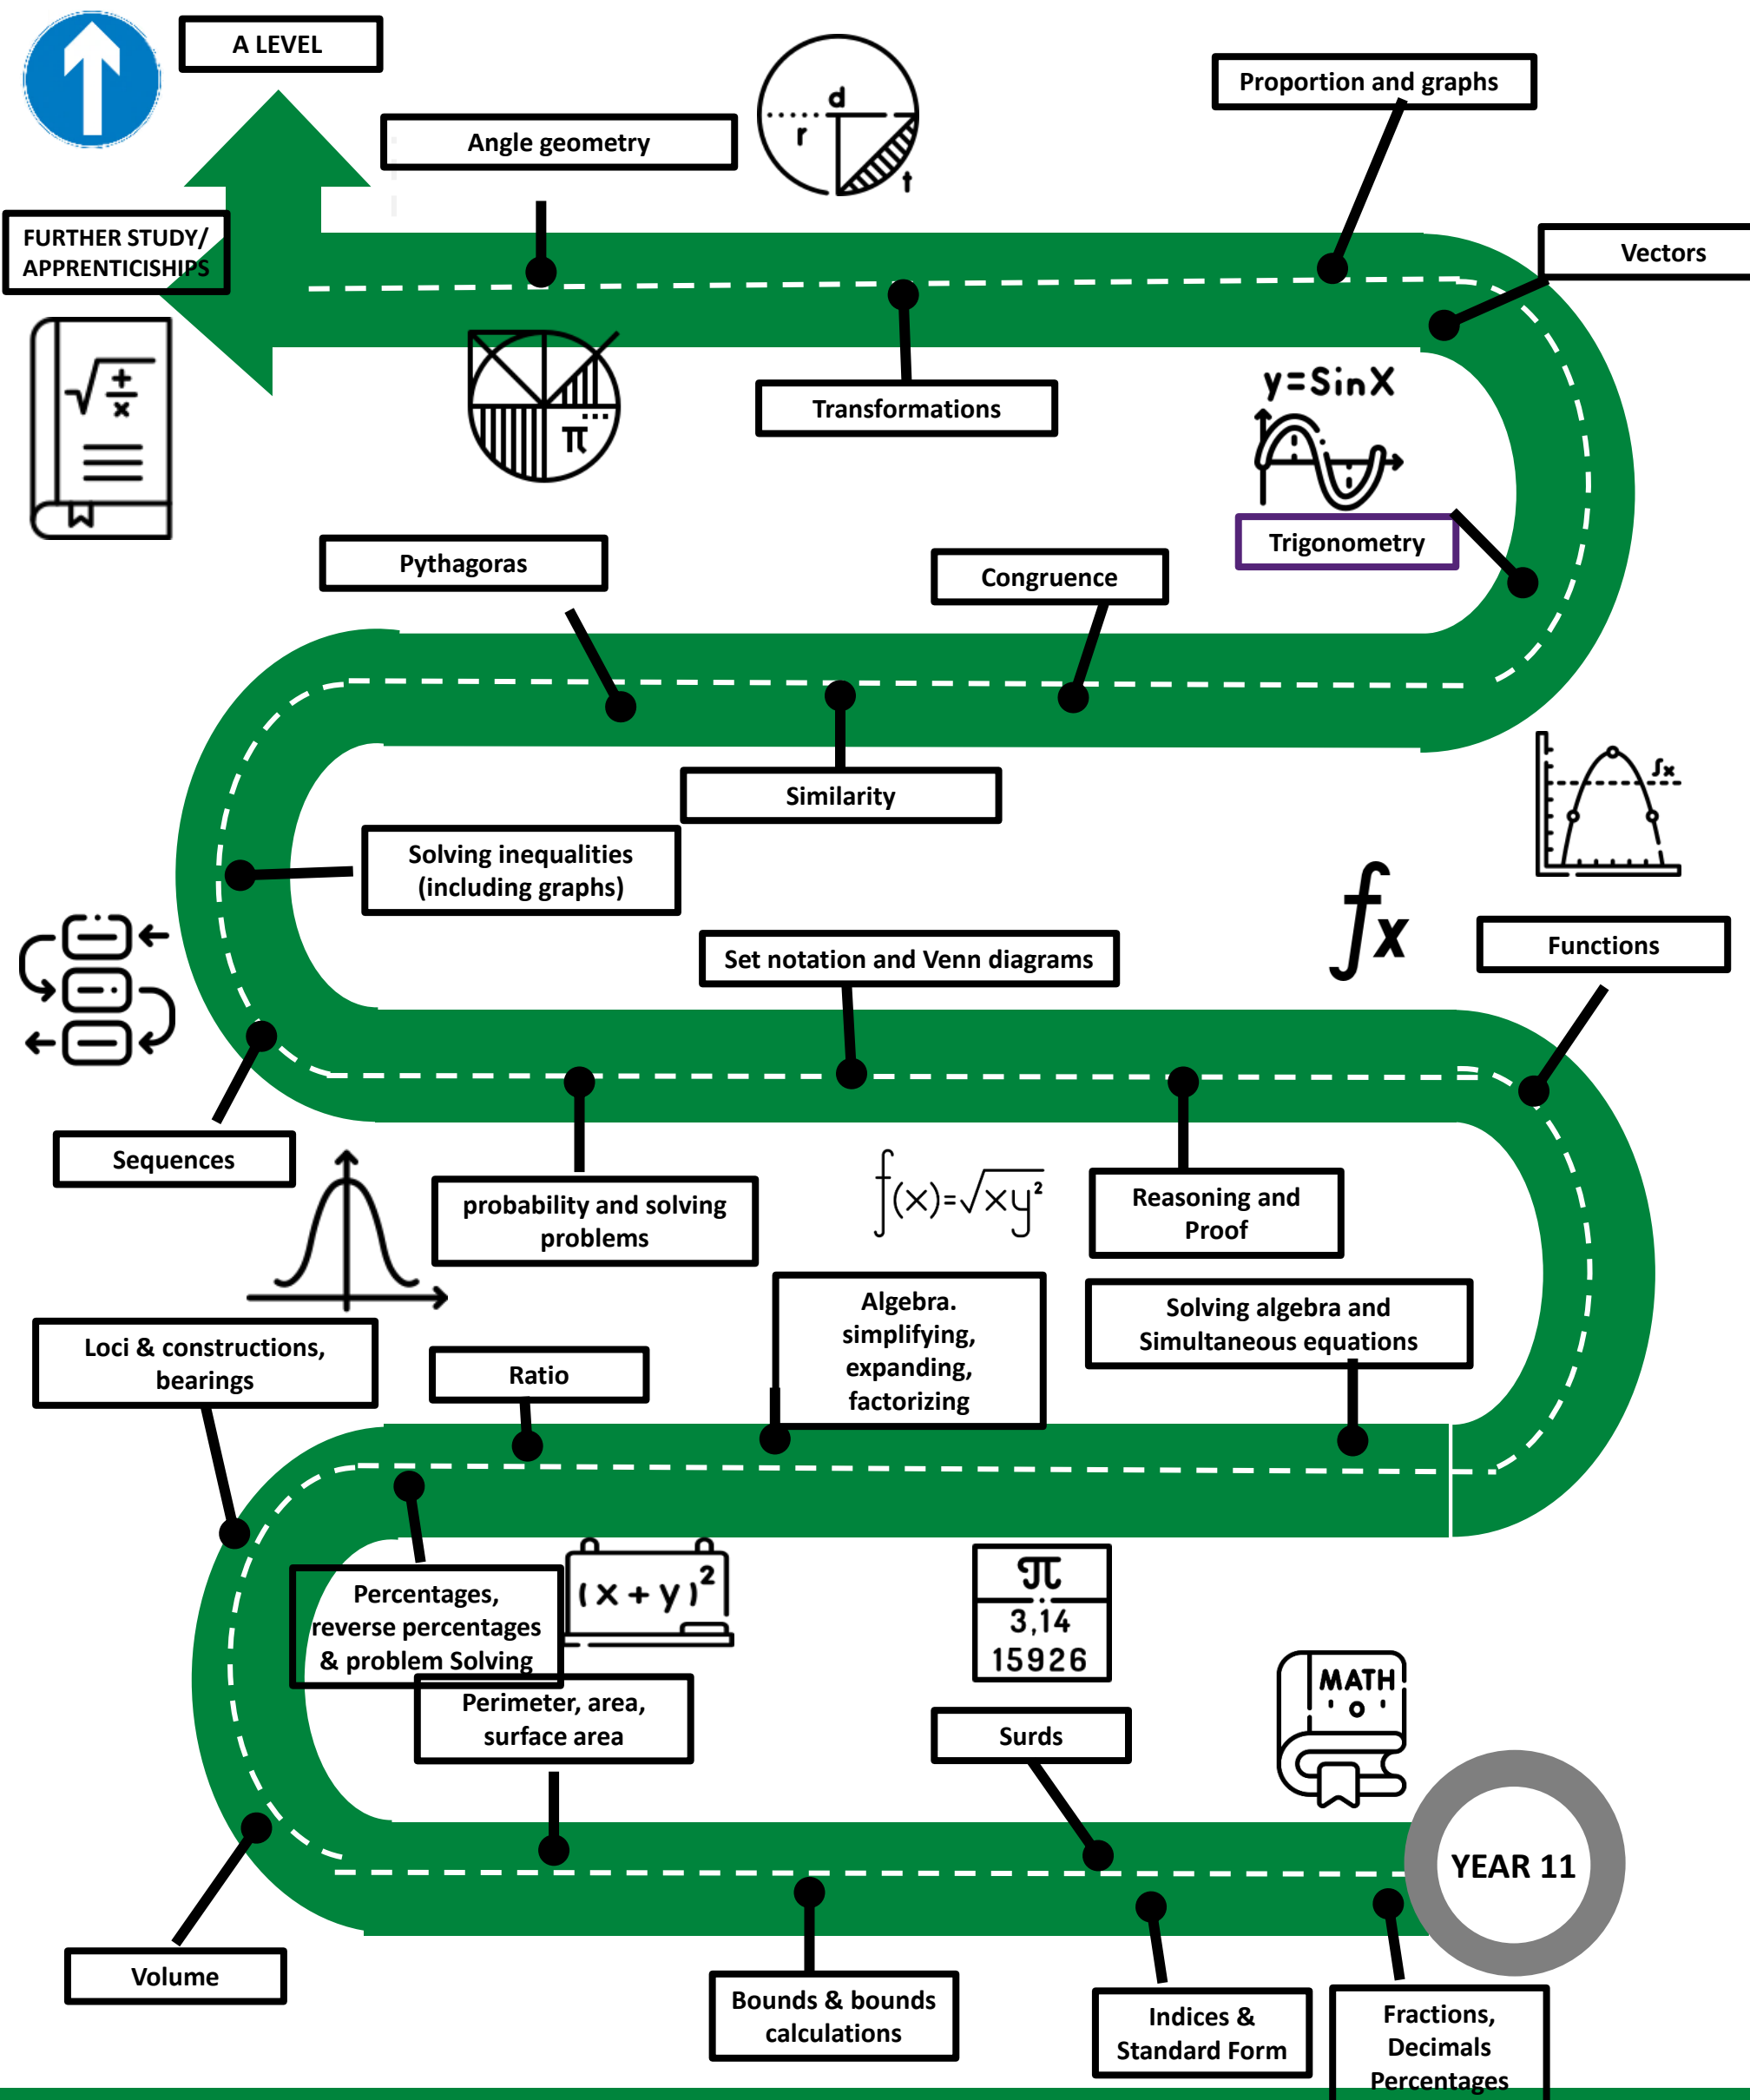 A LEVEL
Proportion and graphs
Angle geometry
d
r
t
FURTHER STUDY/
APPRENTICISHIPS
Vectors
√ + x
π ...
Transformations
y=SinX
Trigonometry
Pythagoras
Congruence
Similarity
ʃx
Solving inequalities
(including graphs)
fx
Functions
Set notation and Venn diagrams
Sequences
probability and solving
problems
f(x)=√xy²
Reasoning and
Proof
Algebra.
simplifying,
expanding,
factorizing
Solving algebra and
Simultaneous equations
Loci & constructions,
bearings
Ratio
Percentages,
reverse percentages
& problem Solving
(x + y)²
π
3,14
15926
MATH
Perimeter, area,
surface area
Surds
YEAR 11
Volume
Bounds & bounds
calculations
Indices &
Standard Form
Fractions,
Decimals
Percentages